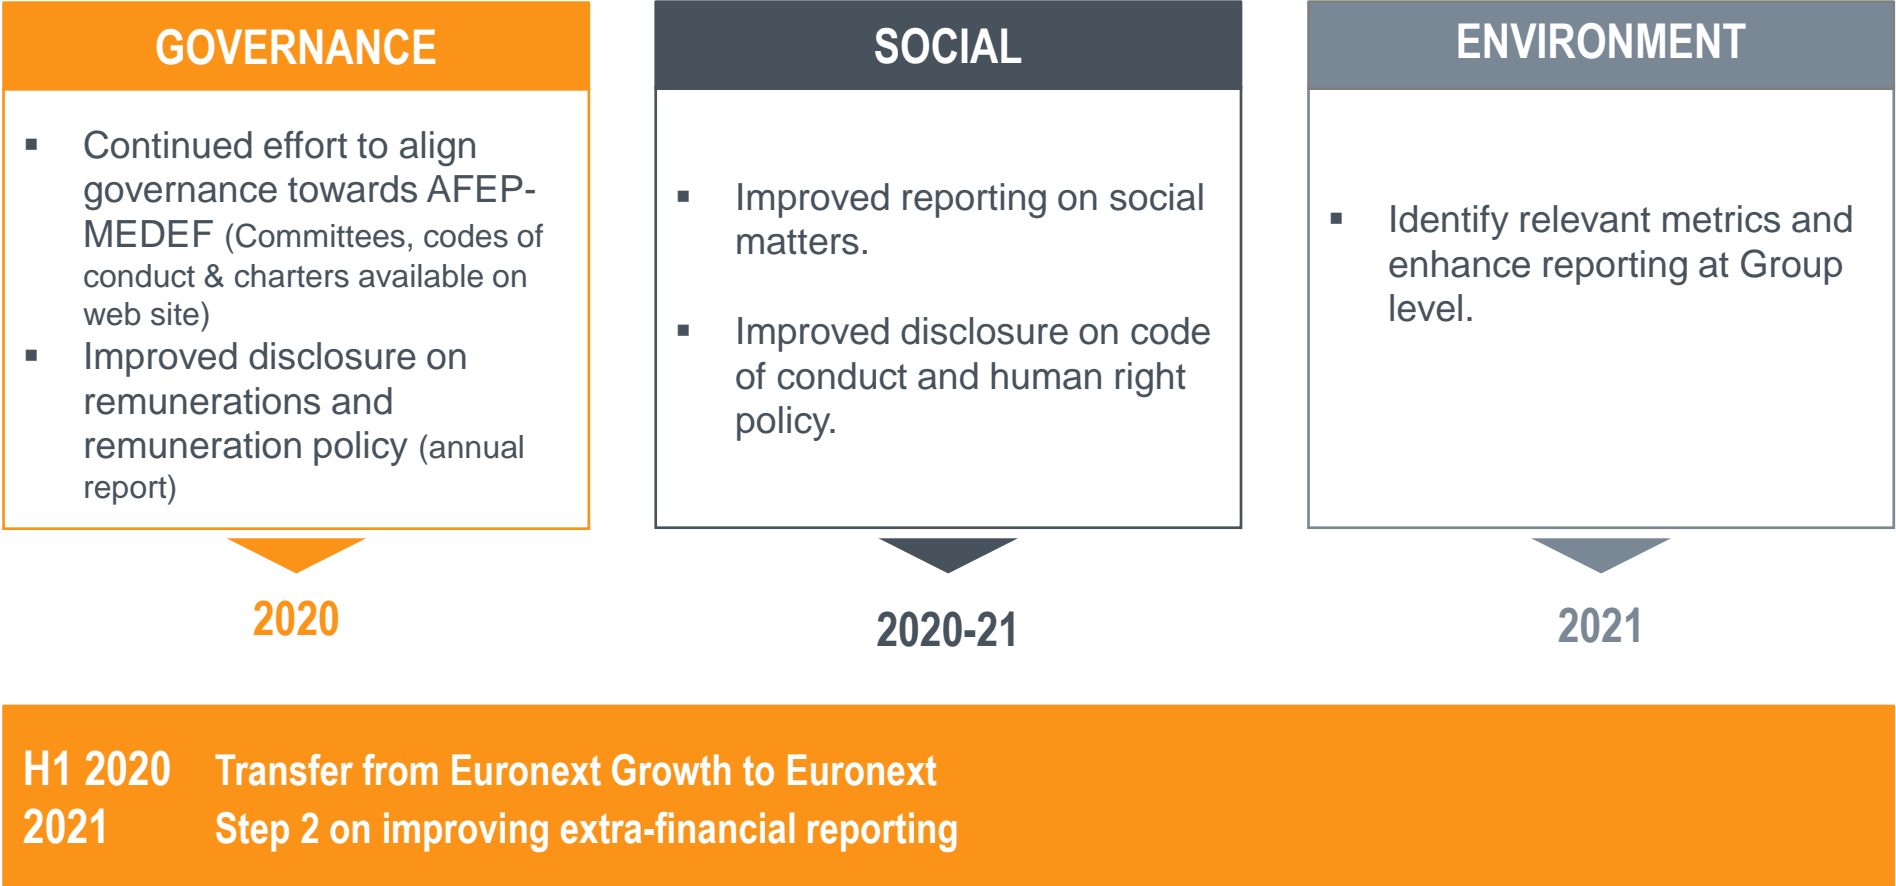 GOVERNANCE
▪ Continued effort to align
governance towards AFEP-
MEDEF (Committees, codes of
conduct & charters available on
web site)
▪ Improved disclosure on
remunerations and
remuneration policy (annual
report)
2020
SOCIAL
▪ Improved reporting on social
matters.
▪ Improved disclosure on code
of conduct and human right
policy.
2020-21
ENVIRONMENT
▪ Identify relevant metrics and
enhance reporting at Group
level.
2021
H1 2020 Transfer from Euronext Growth to Euronext
2021 Step 2 on improving extra-financial reporting